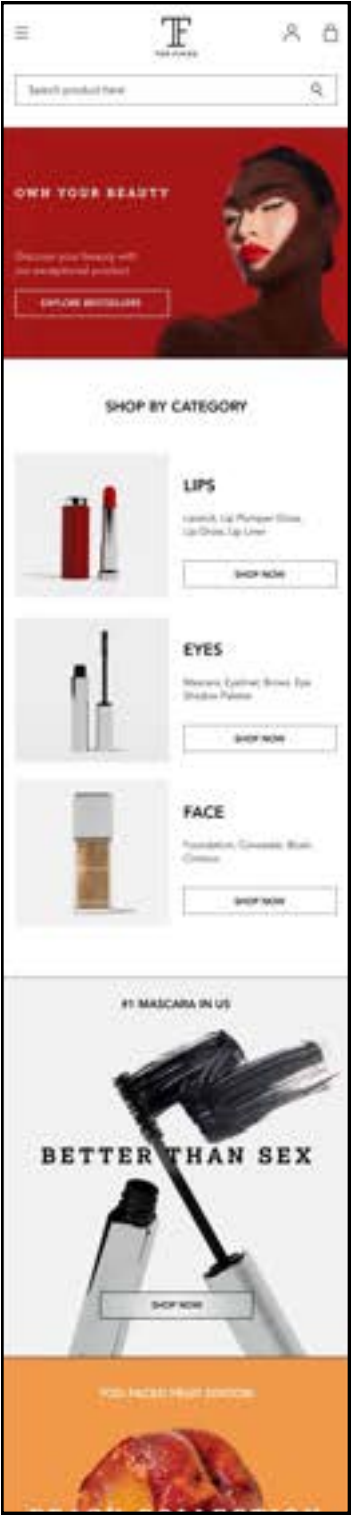 TF
Search product here
OWN YOUR BEAUTY
Discover your beauty with
our exceptional product
EXPLORE BESTSELLERS
SHOP BY CATEGORY
LIPS
Lipstick, Lip Plumper Gloss,
Lip Gloss, Lip Liner
SHOP NOW
EYES
Mascara, Eyeliner, Brows, Eye
Shadow Palette
SHOP NOW
FACE
Foundation, Concealer, Blush,
Contour
SHOP NOW
#1 MASCARA IN US
BETTER THAN SEX
SHOP NOW
TOO FACED FRUIT EDITION